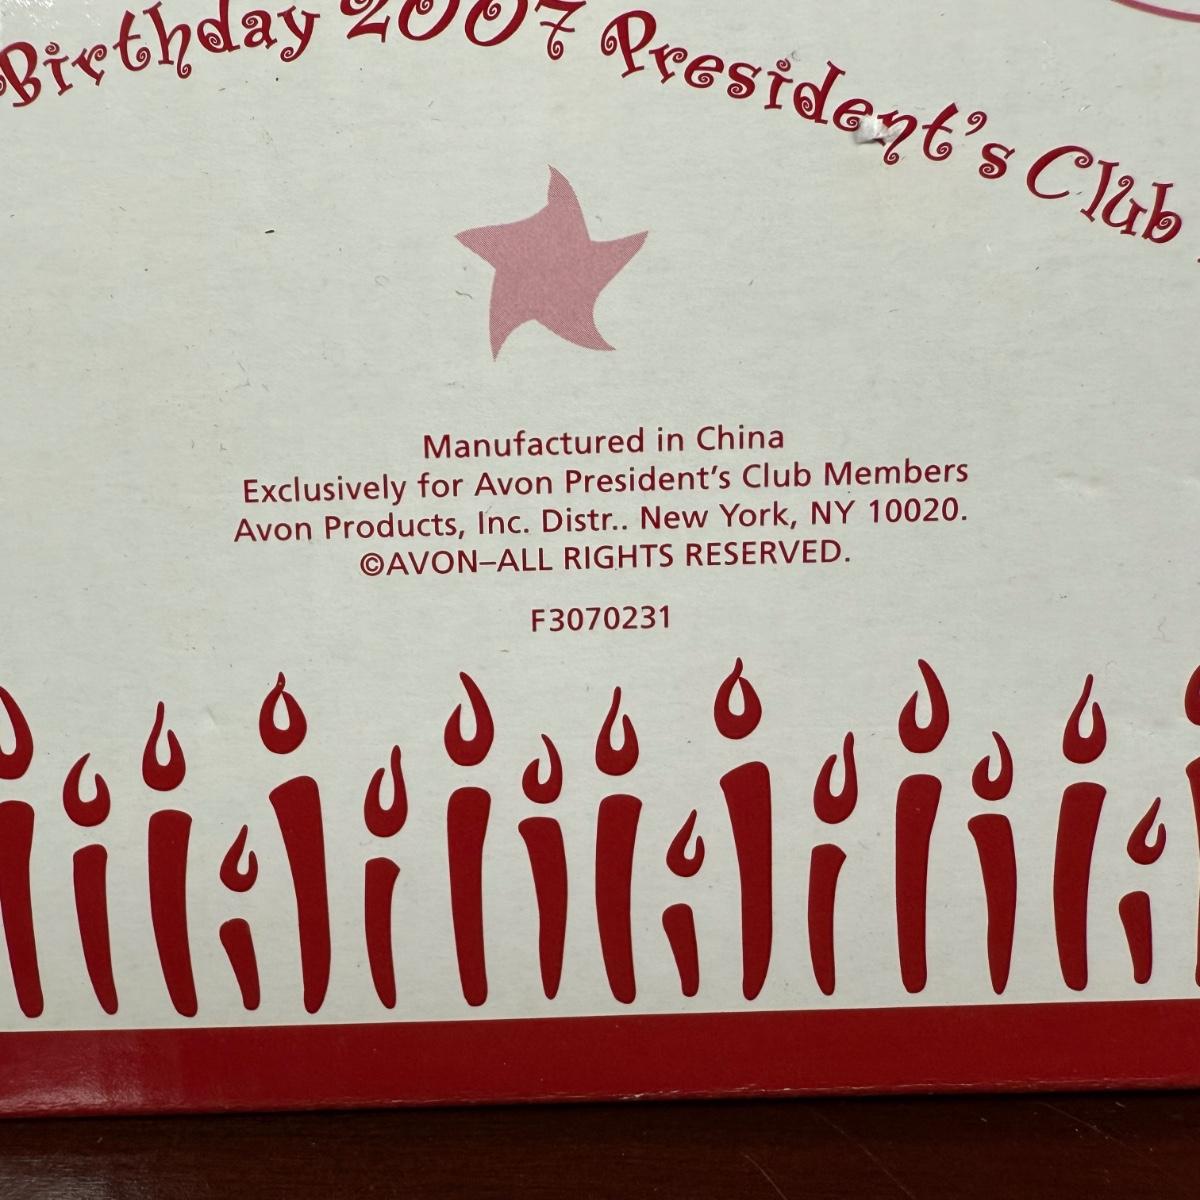 Birthday 2007 President's Club
Manufactured in China
Exclusively for Avon President's Club Members
Avon Products, Inc. Distr.. New York, NY 10020.
©AVON–ALL RIGHTS RESERVED.
F3070231